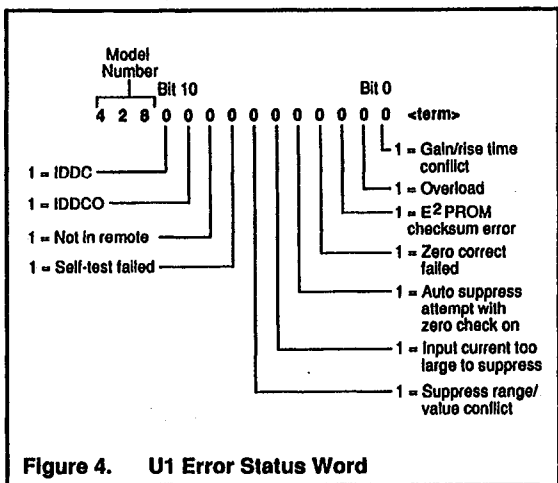 Model
Number
Bit 10
Bit 0
4 2 8 0 0 0 0 0 0 0 0 0 0 0 <term>
1 = Gain/rise time
conflict
1 = Overload
1 = E2 PROM
checksum error
1 = Zero correct
failed
1 = Auto suppress
attempt with
zero check on
1 = Input current too
large to suppress
1 = Suppress range/
value conflict
1 = IDDC
1 = IDDCO
1 = Not in remote
1 = Self-test failed
Figure 4. U1 Error Status Word